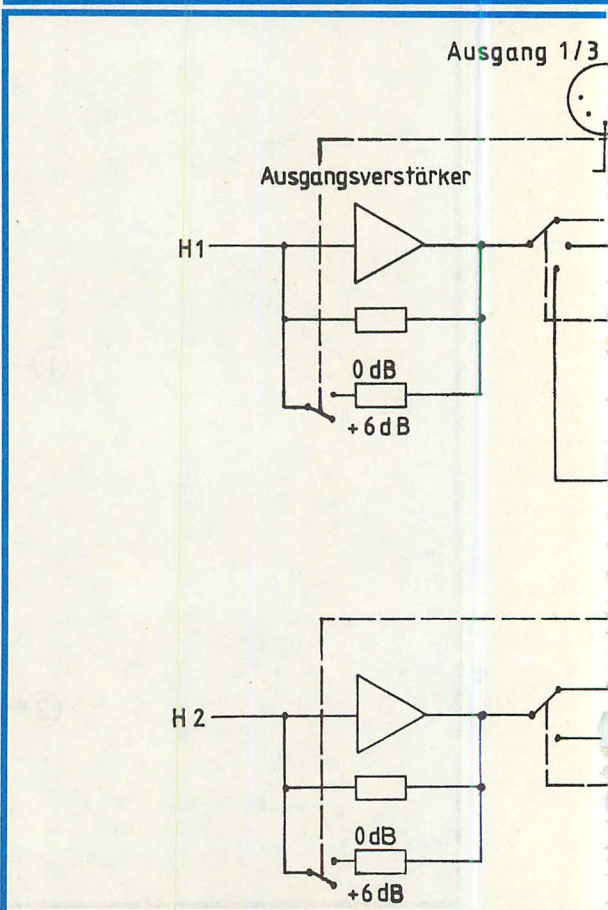 Ausgang 1/3
Ausgangsverstärker
H1
0 dB
+6 dB
H 2
0 dB
+6 dB